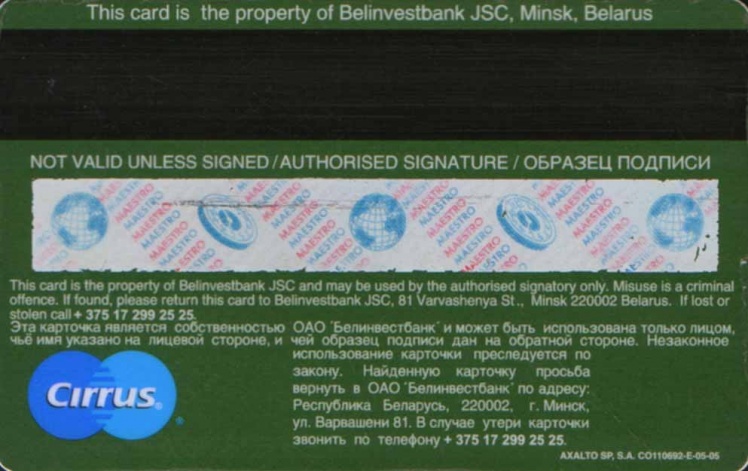 This card is the property of Belinvestbank JSC, Minsk, Belarus
NOT VALID UNLESS SIGNED / AUTHORISED SIGNATURE / ОБРАЗЕЦ ПОДПИСИ
MAESTRO MAESTRO MAESTRO MAESTRO MAESTRO MAESTRO
This card is the property of Belinvestbank JSC and may be used by the authorised signatory only. Misuse is a criminal
offence. If found, please return this card to Belinvestbank JSC, 81 Varvashenya St., Minsk 220002 Belarus. If lost or
stolen call + 375 17 299 25 25.
Эта карточка является собственностью ОАО "Белинвестбанк" и может быть использована только лицом,
чьё имя указано на лицевой стороне, и чей образец подписи дан на обратной стороне. Незаконное
использование карточки преследуется по
закону. Найденную карточку просьба
вернуть в ОАО "Белинвестбанк" по адресу:
Республика Беларусь, 220002, г. Минск,
ул. Варвашени 81. В случае утери карточки
звонить по телефону + 375 17 299 25 25.
Cirrus®
AXALTO SP, S.A. CO110692-E-05-05